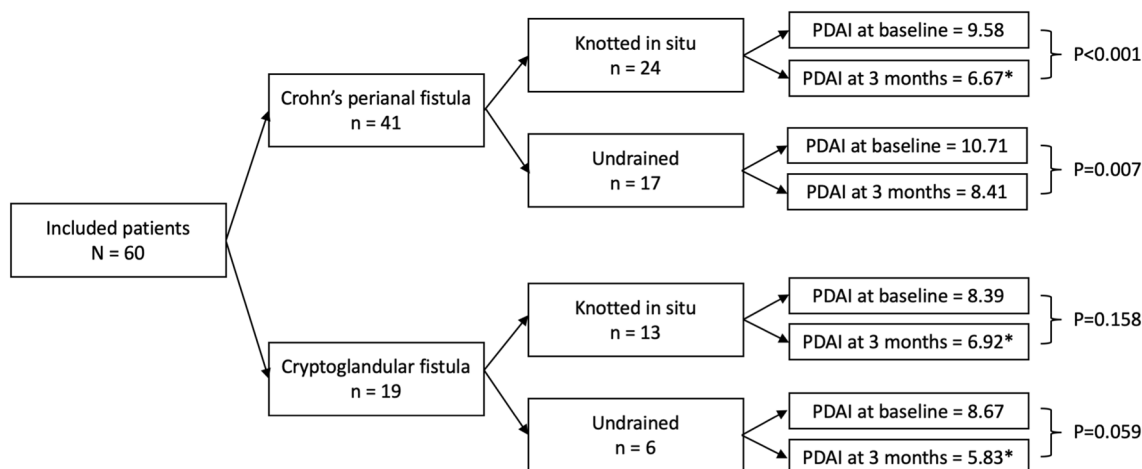 Included patients
N = 60
Crohn’s perianal fistula
n = 41
Knotted in situ
n = 24
PDAI at baseline = 9.58
PDAI at 3 months = 6.67*
P<0.001
Undrained
n = 17
PDAI at baseline = 10.71
PDAI at 3 months = 8.41
P=0.007
Cryptoglandular fistula
n = 19
Knotted in situ
n = 13
PDAI at baseline = 8.39
PDAI at 3 months = 6.92*
P=0.158
Undrained
n = 6
PDAI at baseline = 8.67
PDAI at 3 months = 5.83*
P=0.059